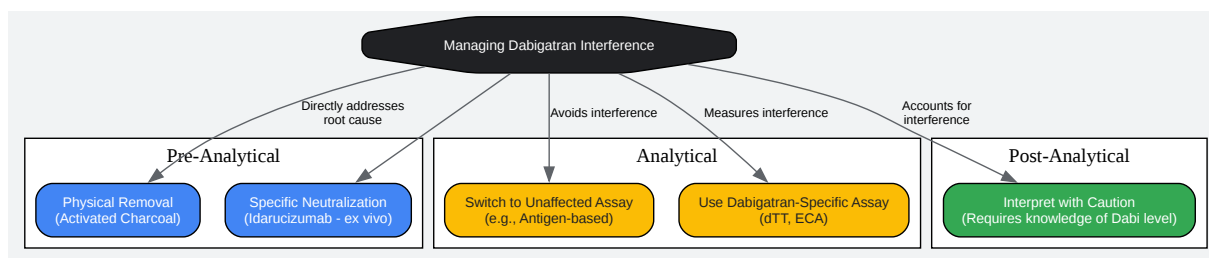 Managing Dabigatran Interference
Directly addresses
root cause
Avoids interference
Measures interference
Accounts for
interference
Pre-Analytical
Physical Removal
(Activated Charcoal)
Specific Neutralization
(Idarucizumab - ex vivo)
Analytical
Switch to Unaffected Assay
(e.g., Antigen-based)
Use Dabigatran-Specific Assay
(dTT, ECA)
Post-Analytical
Interpret with Caution
(Requires knowledge of Dabi level)